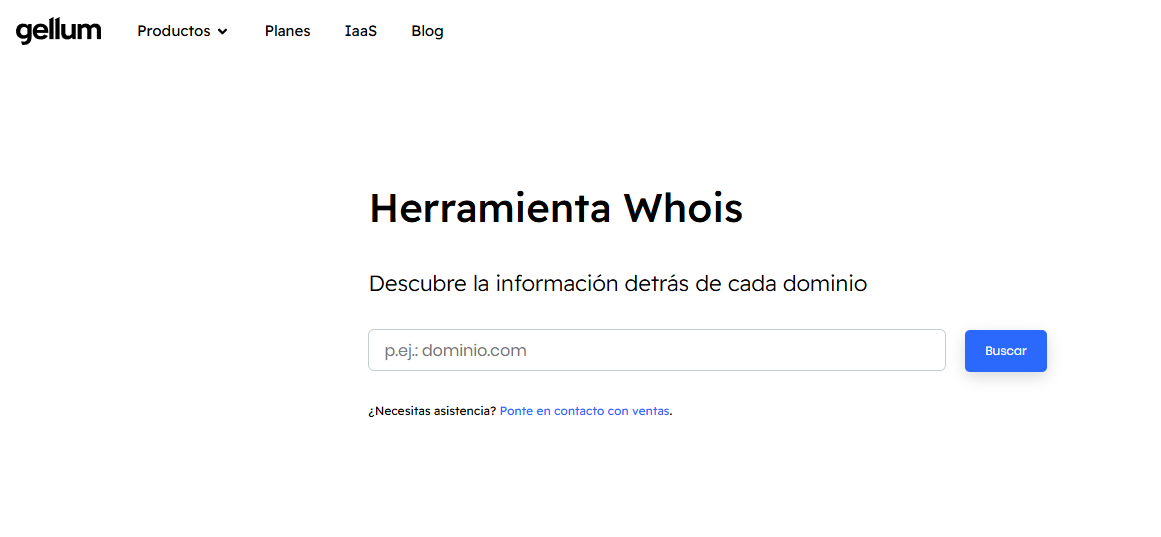 gellum Productos Planes IaaS Blog
Herramienta Whois
Descubre la información detrás de cada dominio
p.ej.: dominio.com Buscar
¿Necesitas asistencia? Ponte en contacto con ventas.